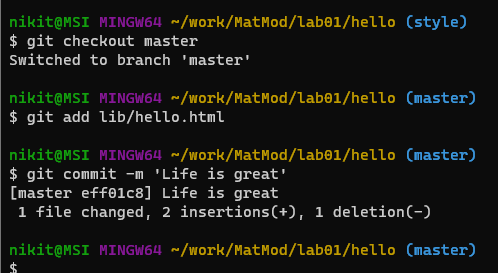 nikit@MSI MINGW64 ~/work/MatMod/lab01/hello (style)
$ git checkout master
Switched to branch 'master'
nikit@MSI MINGW64 ~/work/MatMod/lab01/hello (master)
$ git add lib/hello.html
nikit@MSI MINGW64 ~/work/MatMod/lab01/hello (master)
$ git commit -m 'Life is great'
[master eff01c8] Life is great
 1 file changed, 2 insertions(+), 1 deletion(-)
nikit@MSI MINGW64 ~/work/MatMod/lab01/hello (master)
$